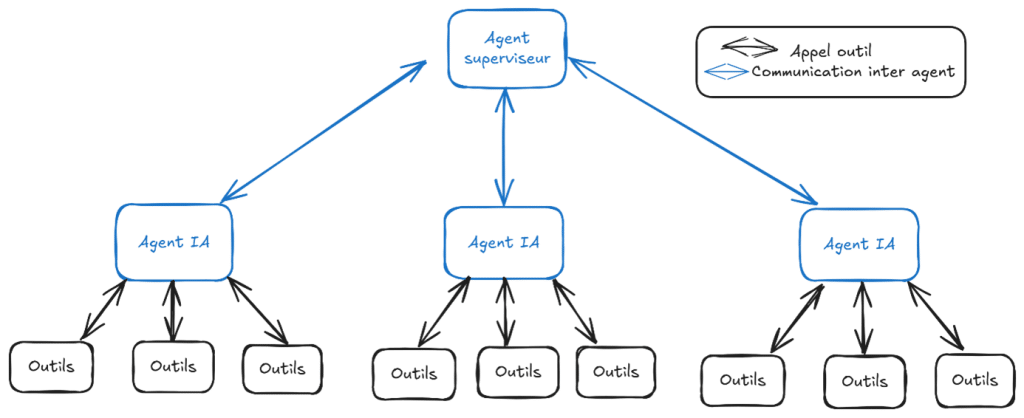 Agent
superviseur
Appel outil
Communication inter agent
Agent IA
Agent IA
Agent IA
Outils
Outils
Outils
Outils
Outils
Outils
Outils
Outils
Outils